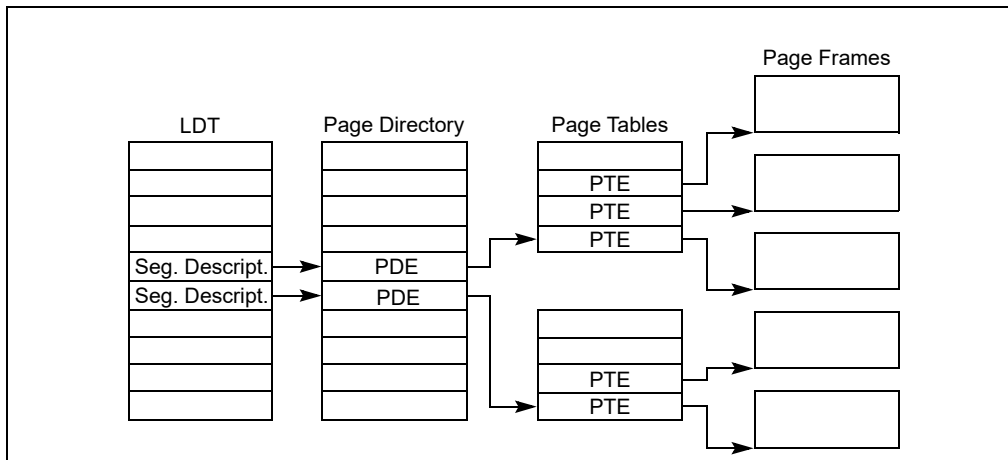 Page Frames
LDT
Page Directory
Page Tables
PTE
PTE
PTE
Seg. Descript.
PDE
Seg. Descript.
PDE
PTE
PTE